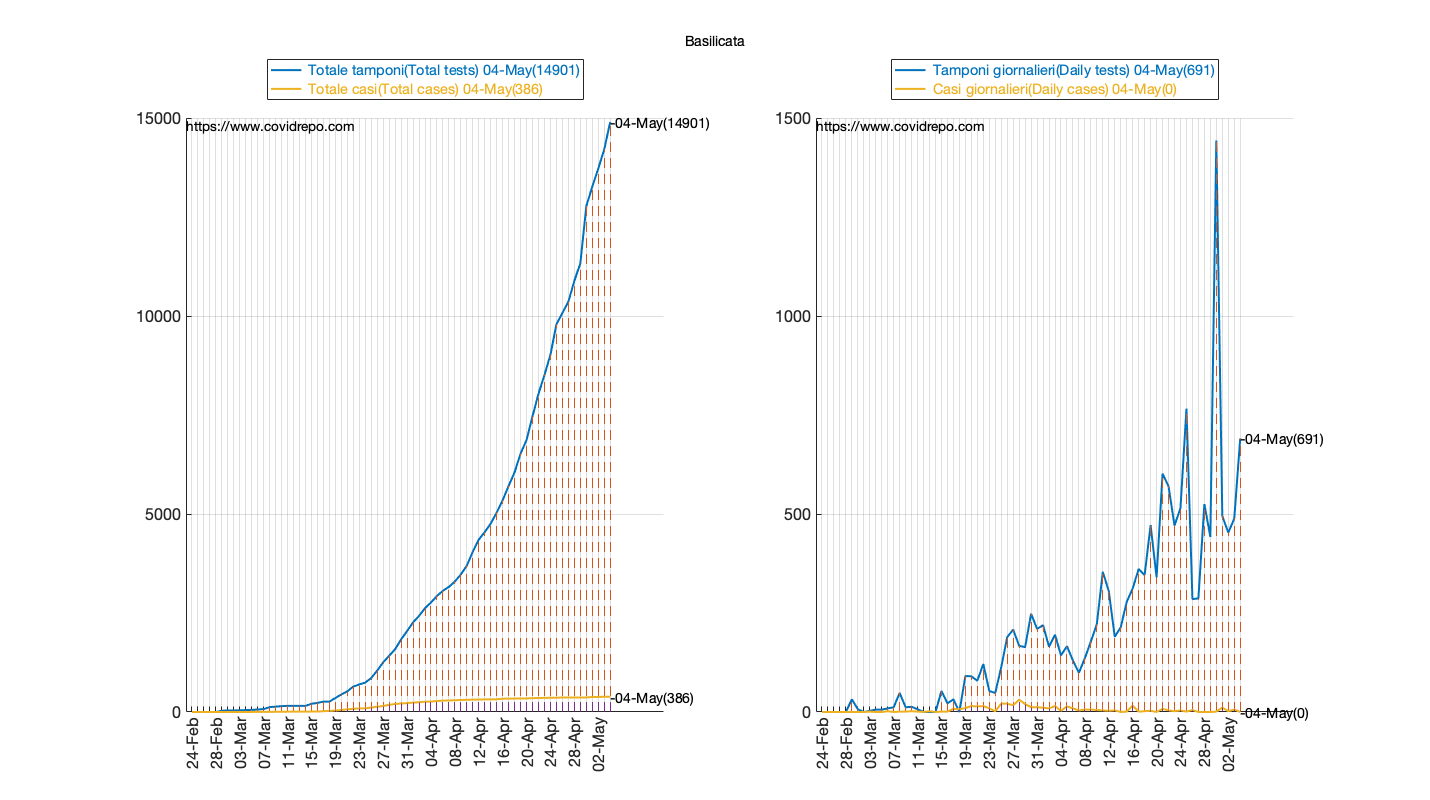 Basilicata
Totale tamponi(Total tests) 04-May(14901)
Totale casi(Total cases) 04-May(386)
15000
10000
5000
0
https://www.covidrepo.com
04-May(14901)
04-May(386)
24-Feb
28-Feb
03-Mar
07-Mar
11-Mar
15-Mar
19-Mar
23-Mar
27-Mar
31-Mar
04-Apr
08-Apr
12-Apr
16-Apr
20-Apr
24-Apr
28-Apr
02-May
Tamponi giornalieri(Daily tests) 04-May(691)
Casi giornalieri(Daily cases) 04-May(0)
1500
1000
500
0
https://www.covidrepo.com
04-May(691)
04-May(0)
24-Feb
28-Feb
03-Mar
07-Mar
11-Mar
15-Mar
19-Mar
23-Mar
27-Mar
31-Mar
04-Apr
08-Apr
12-Apr
16-Apr
20-Apr
24-Apr
28-Apr
02-May